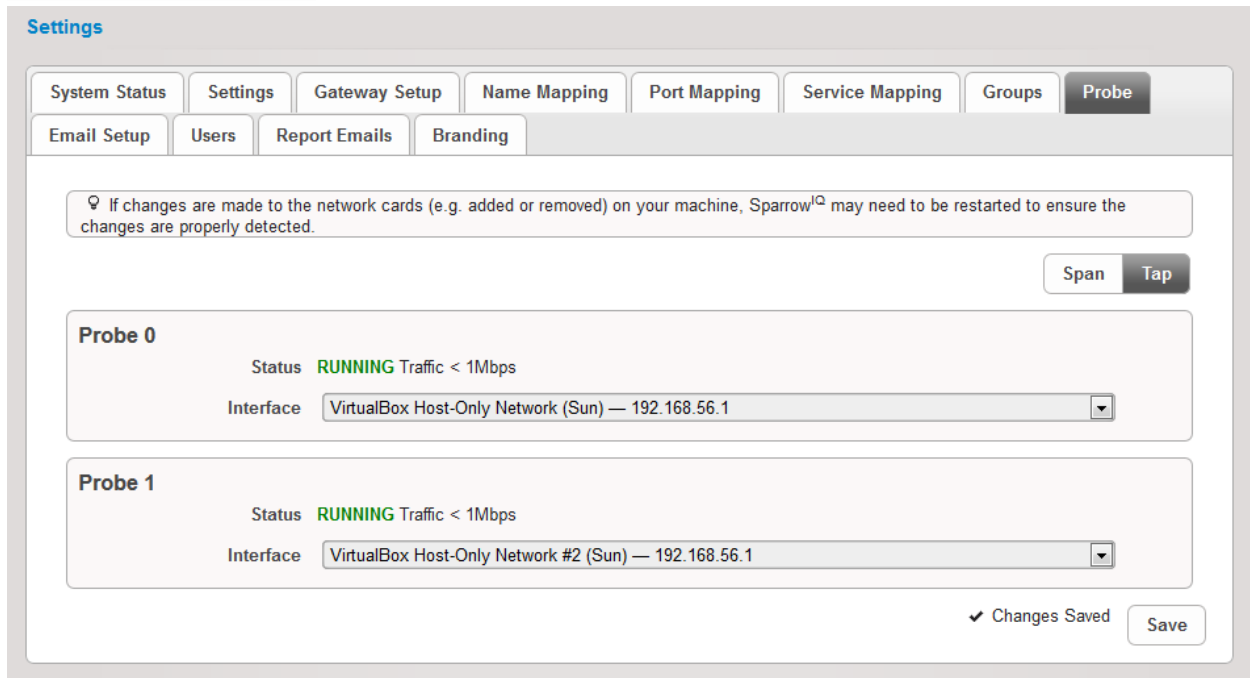 Settings
System Status Settings Gateway Setup Name Mapping Port Mapping Service Mapping Groups Probe
Email Setup Users Report Emails Branding
If changes are made to the network cards (e.g. added or removed) on your machine, SparrowIQ may need to be restarted to ensure the
changes are properly detected.
Span Tap
Probe 0
Status RUNNING Traffic < 1Mbps
Interface VirtualBox Host-Only Network (Sun) — 192.168.56.1
Probe 1
Status RUNNING Traffic < 1Mbps
Interface VirtualBox Host-Only Network #2 (Sun) — 192.168.56.1
✔ Changes Saved Save